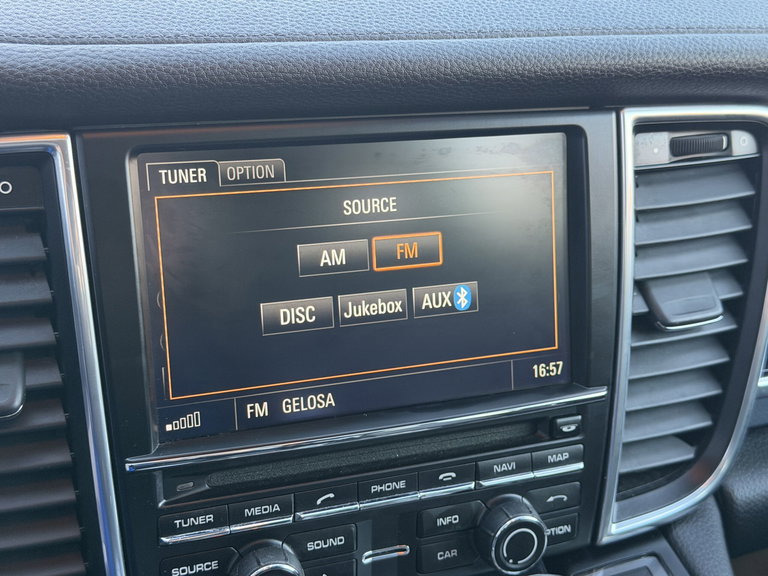 TUNER OPTION
SOURCE
AM FM
DISC Jukebox AUX
16:57
FM GELOSA
TUNER MEDIA PHONE NAVI MAP
SOURCE SOUND INFO OPTION
CAR